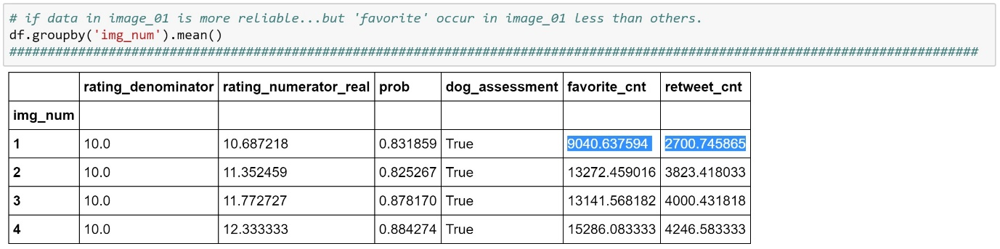 # if data in image_01 is more reliable...but 'favorite' occur in image_01 less than others.
df.groupby('img_num').mean()
###############################################################################################################################
rating_denominator rating_numerator_real prob dog_assessment favorite_cnt retweet_cnt
img_num
1 10.0 10.687218 0.831859 True 9040.637594 2700.745865
2 10.0 11.352459 0.825267 True 13272.459016 3823.418033
3 10.0 11.772727 0.878170 True 13141.568182 4000.431818
4 10.0 12.333333 0.884274 True 15286.083333 4246.583333